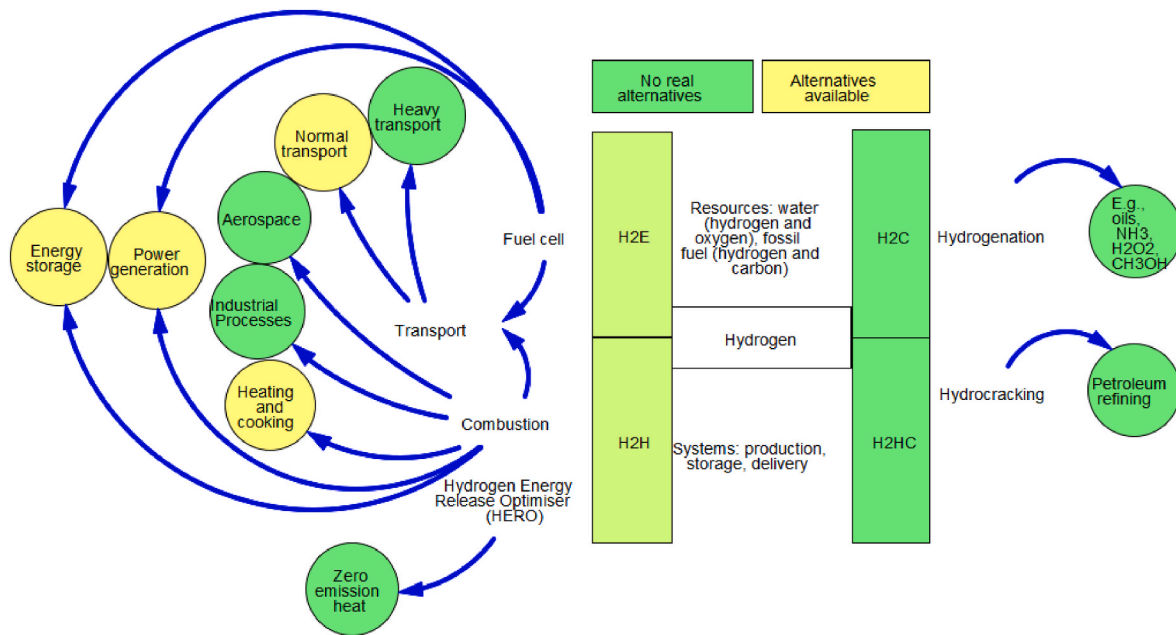 No real
alternatives
Alternatives
available
Heavy
transport
Normal
transport
Aerospace
Energy
storage
Power
generation
Industrial
Processes
Heating
and
cooking
Fuel cell
Transport
Combustion
Hydrogen Energy
Release Optimiser
(HERO)
Zero
emission
heat
H2E
H2H
Resources: water
(hydrogen and
oxygen), fossil
fuel (hydrogen and
carbon)
Hydrogen
Systems: production,
storage, delivery
H2C
H2HC
Hydrogenation
E.g.,
oils,
NH3,
H2O2,
CH3OH
Hydrocracking
Petroleum
refining